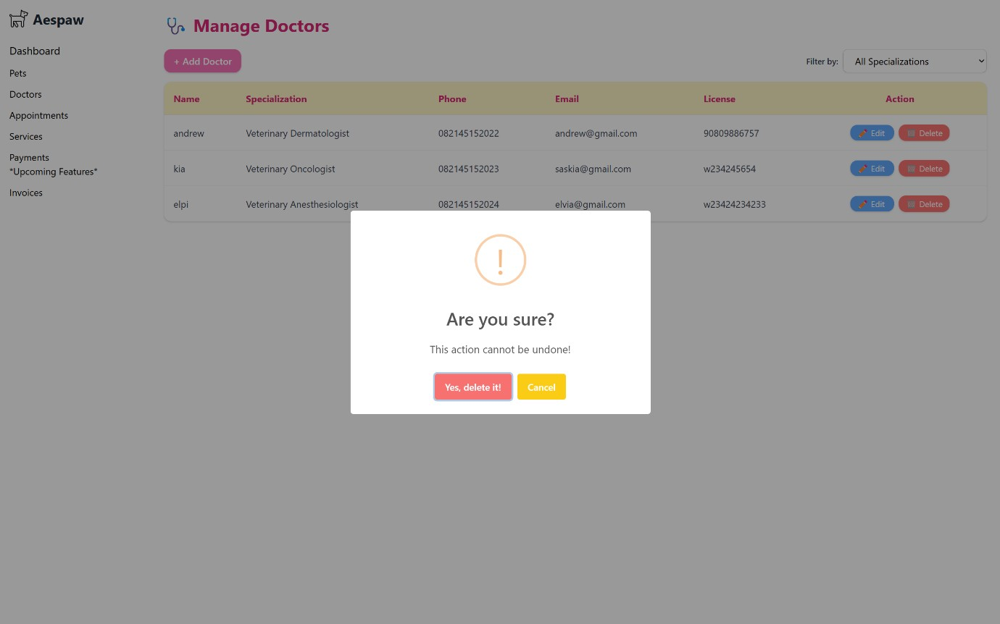 Aespaw
Dashboard
Pets
Doctors
Appointments
Services
Payments
*Upcoming Features*
Invoices
Manage Doctors
+ Add Doctor
Filter by: All Specializations
Name Specialization Phone Email License Action
andrew Veterinary Dermatologist 082145152022 andrew@gmail.com 90809886757 Edit Delete
kia Veterinary Oncologist 082145152023 saskia@gmail.com w234245654 Edit Delete
elpi Veterinary Anesthesiologist 082145152024 elvia@gmail.com w23424234233 Edit Delete
!
Are you sure?
This action cannot be undone!
Yes, delete it! Cancel